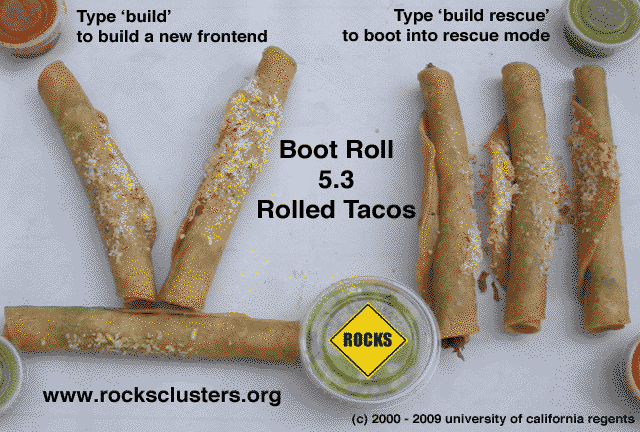 Type ‘build’
to build a new frontend
Type ‘build rescue’
to boot into rescue mode
Boot Roll
5.3
Rolled Tacos
ROCKS
www.rocksclusters.org
(c) 2000 - 2009 university of california regents